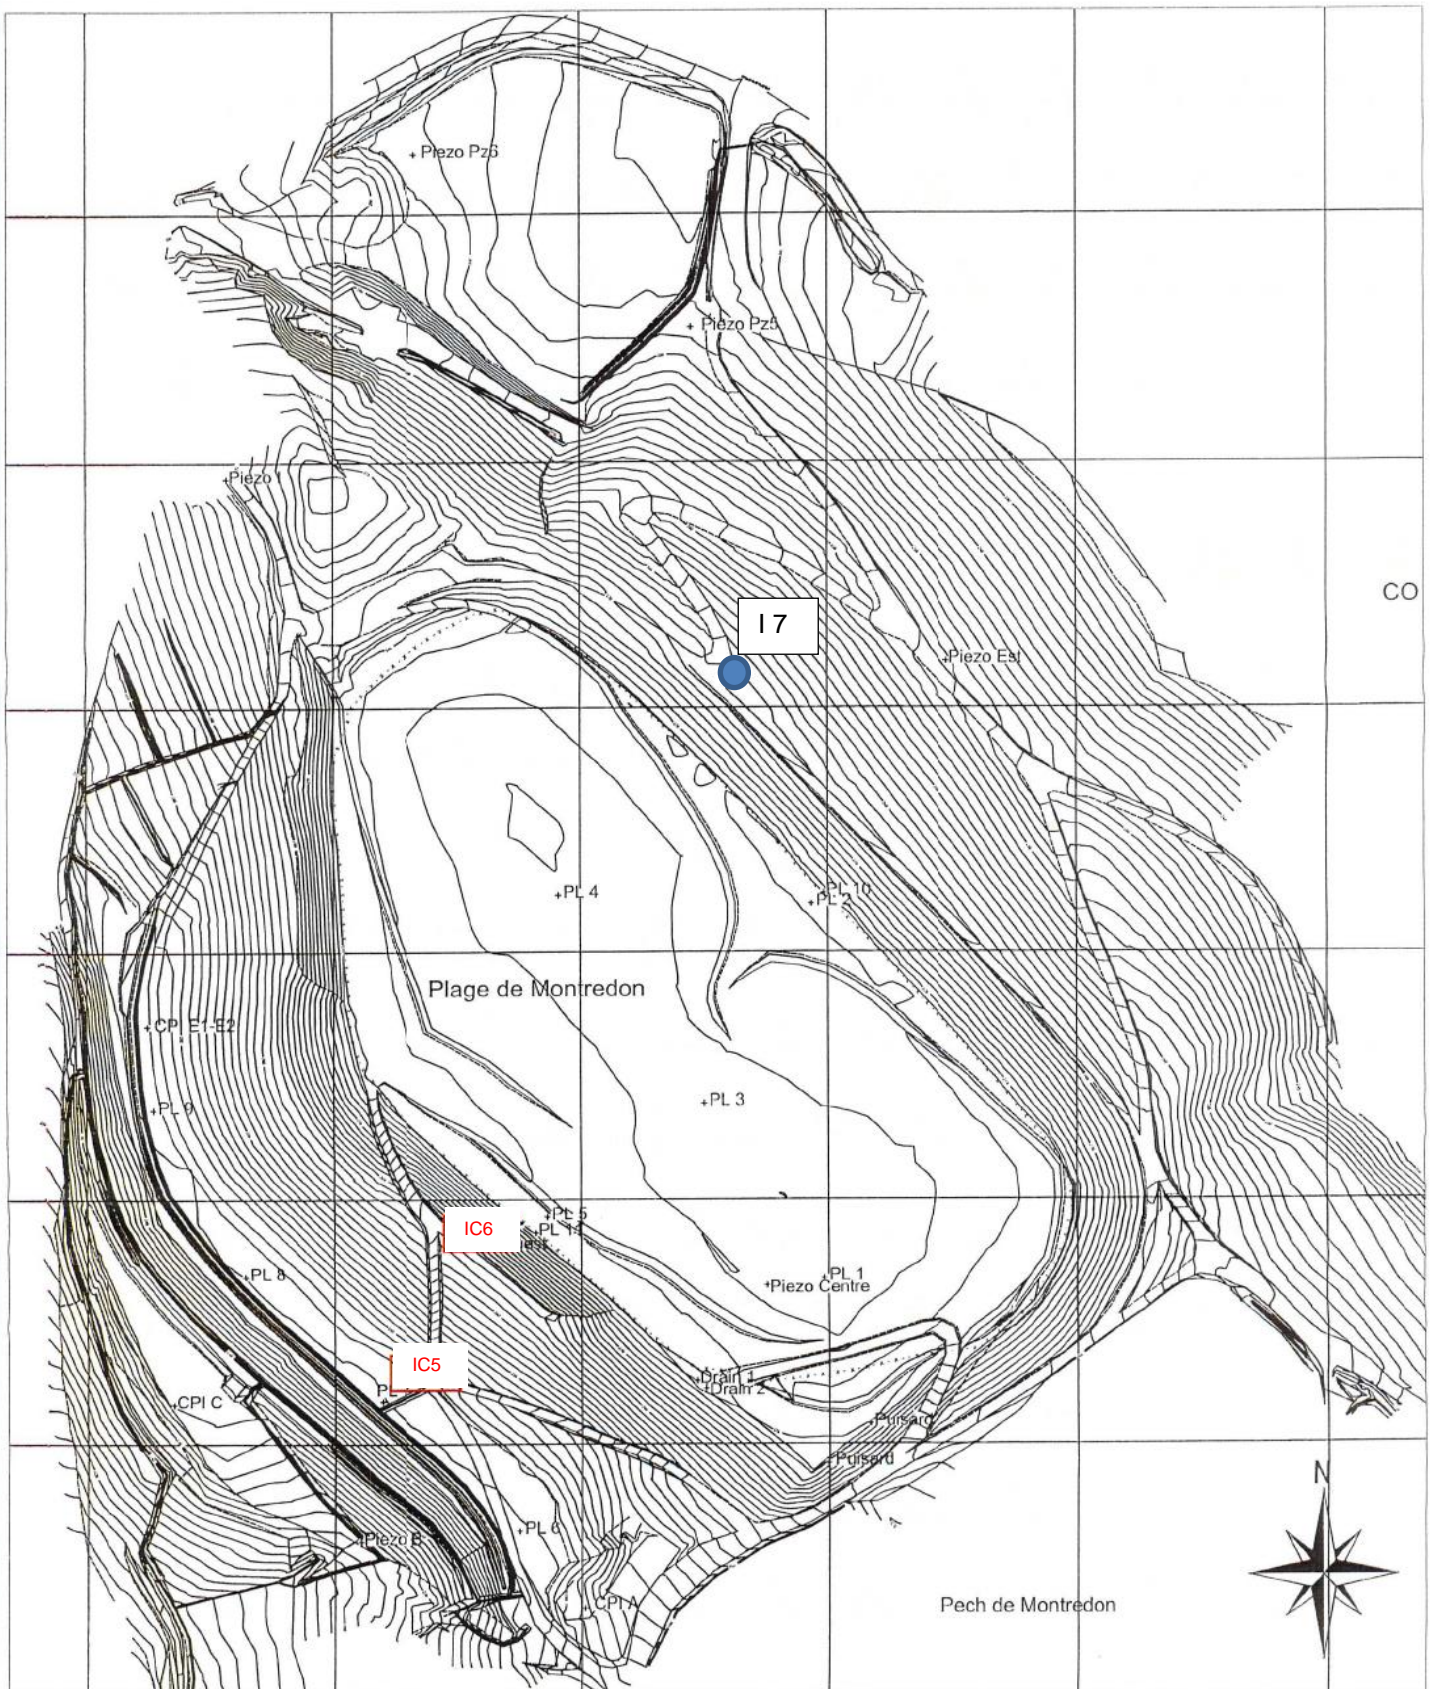 Piezo Pz6
Piezo Pz5
Piezo
CO
I 7
Piezo Est
PL 10
PL 4
PL 2
Plage de Montredon
CPI E1-E2
PL 3
PL 9
PL 5
IC6
PL 8
PL 1
Piezo Centre
IC5
Drain 1
Drain 2
PL
CPI C
Puisard
Puisard
N
PL 6
Piezo B
CPI A
Pech de Montredon